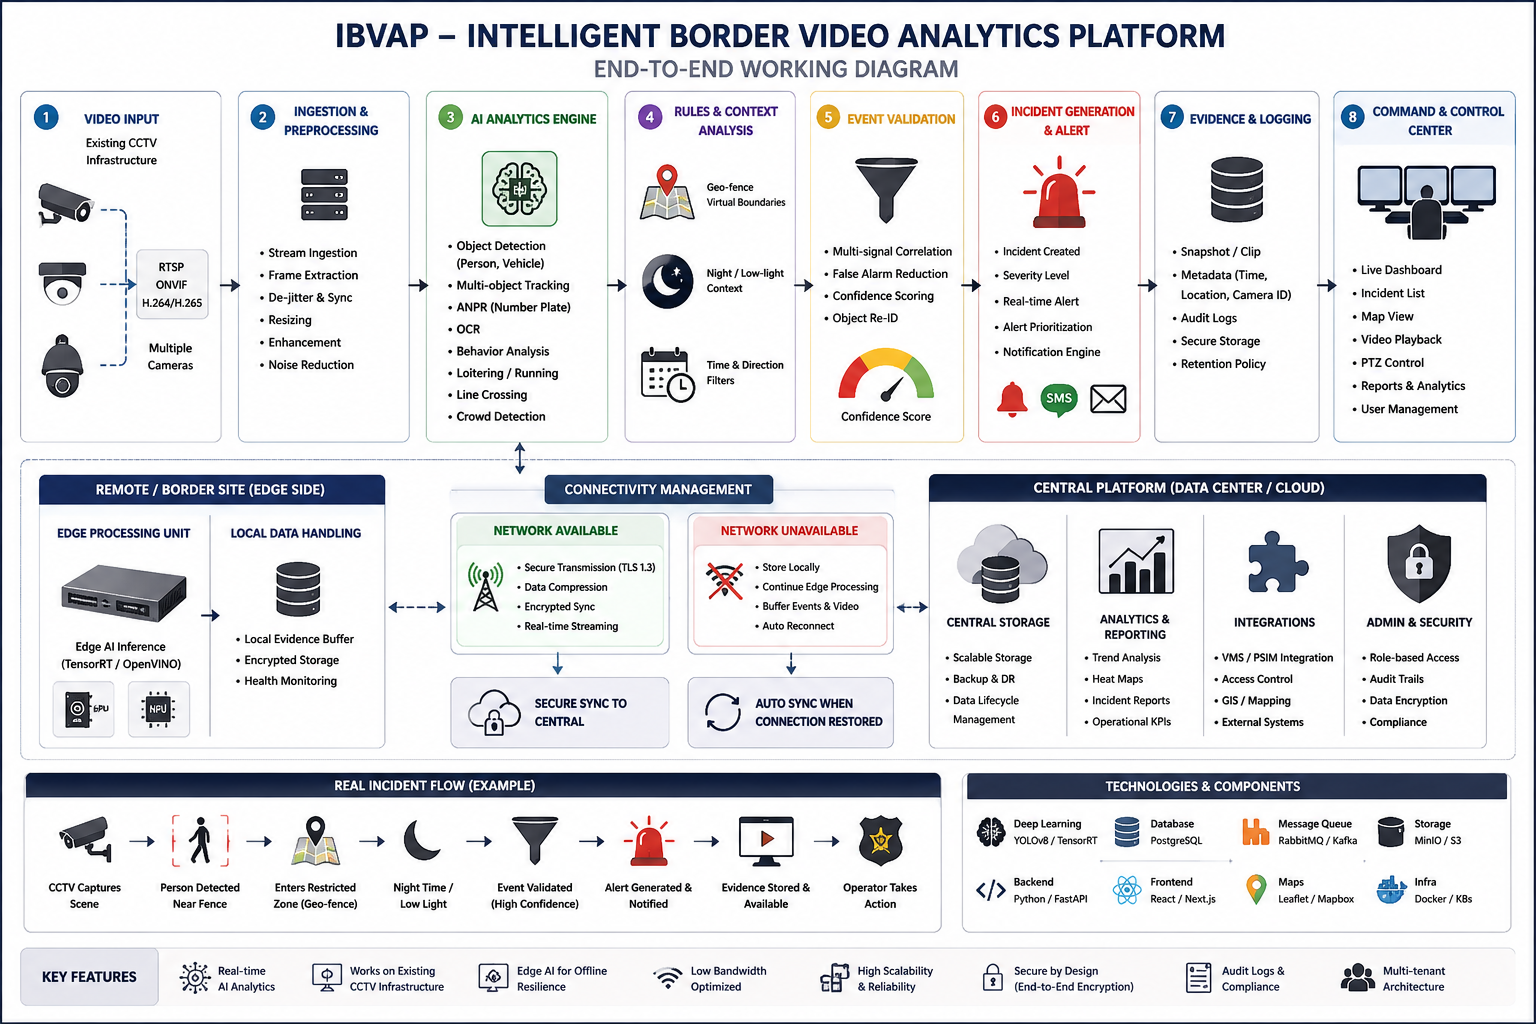 IBVAP – INTELLIGENT BORDER VIDEO ANALYTICS PLATFORM
END-TO-END WORKING DIAGRAM
1
VIDEO INPUT
Existing CCTV
Infrastructure
RTSP
ONVIF
H.264/H.265
Multiple
Cameras
2
INGESTION &
PREPROCESSING
• Stream Ingestion
• Frame Extraction
• De-jitter & Sync
• Resizing
• Enhancement
• Noise Reduction
3
AI ANALYTICS ENGINE
• Object Detection
(Person, Vehicle)
• Multi-object Tracking
• ANPR (Number Plate)
• OCR
• Behavior Analysis
• Loitering / Running
• Line Crossing
• Crowd Detection
4
RULES & CONTEXT
ANALYSIS
Geo-fence
Virtual Boundaries
Night / Low-light
Context
Time & Direction
Filters
5
EVENT VALIDATION
• Multi-signal Correlation
• False Alarm Reduction
• Confidence Scoring
• Object Re-ID
Confidence Score
6
INCIDENT GENERATION
& ALERT
• Incident Created
• Severity Level
• Real-time Alert
• Alert Prioritization
• Notification Engine
SMS
7
EVIDENCE & LOGGING
• Snapshot / Clip
• Metadata (Time,
Location, Camera ID)
• Audit Logs
• Secure Storage
• Retention Policy
8
COMMAND & CONTROL
CENTER
• Live Dashboard
• Incident List
• Map View
• Video Playback
• PTZ Control
• Reports & Analytics
• User Management
REMOTE / BORDER SITE (EDGE SIDE)
EDGE PROCESSING UNIT
Edge AI Inference
(TensorRT / OpenVINO)
NPU
LOCAL DATA HANDLING
• Local Evidence Buffer
• Encrypted Storage
• Health Monitoring
CONNECTIVITY MANAGEMENT
NETWORK AVAILABLE
• Secure Transmission (TLS 1.3)
• Data Compression
• Encrypted Sync
• Real-time Streaming
SECURE SYNC TO
CENTRAL
NETWORK UNAVAILABLE
• Store Locally
• Continue Edge Processing
• Buffer Events & Video
• Auto Reconnect
AUTO SYNC WHEN
CONNECTION RESTORED
CENTRAL PLATFORM (DATA CENTER / CLOUD)
CENTRAL STORAGE
• Scalable Storage
• Backup & DR
• Data Lifecycle
Management
ANALYTICS &
REPORTING
• Trend Analysis
• Heat Maps
• Incident Reports
• Operational KPIs
INTEGRATIONS
• VMS / PSIM Integration
• Access Control
• GIS / Mapping
• External Systems
ADMIN & SECURITY
• Role-based Access
• Audit Trails
• Data Encryption
• Compliance
REAL INCIDENT FLOW (EXAMPLE)
CCTV Captures
Scene
Person Detected
Near Fence
Enters Restricted
Zone (Geo-fence)
Night Time /
Low Light
Event Validated
(High Confidence)
Alert Generated &
Notified
Evidence Stored &
Available
Operator Takes
Action
TECHNOLOGIES & COMPONENTS
Deep Learning
YOLOv8 / TensorRT
Database
PostgreSQL
Message Queue
RabbitMQ / Kafka
Storage
MinIO / S3
</>
Backend
Python / FastAPI
Frontend
React / Next.js
Maps
Leaflet / Mapbox
Infra
Docker / K8s
KEY FEATURES
Real-time
AI Analytics
Works on Existing
CCTV Infrastructure
Edge AI for Offline
Resilience
Low Bandwidth
Optimized
High Scalability
& Reliability
Secure by Design
(End-to-End Encryption)
Audit Logs &
Compliance
Multi-tenant
Architecture